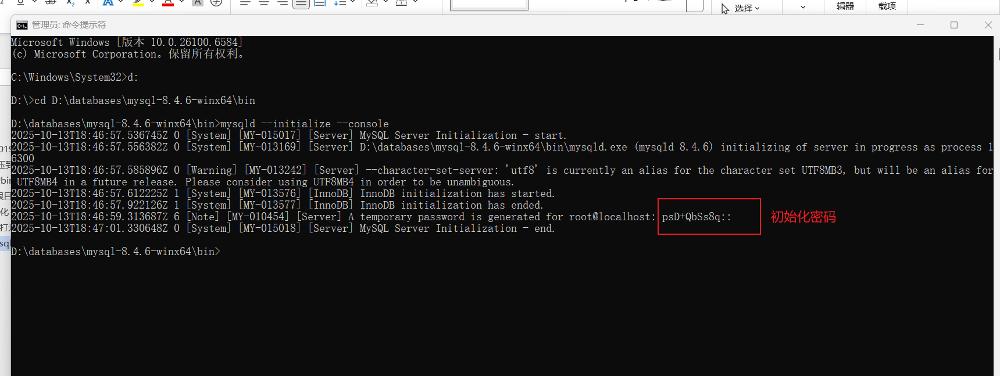 选择
辑器
载项
管理员: 命令提示符
Microsoft Windows [版本 10.0.26100.6584]
(c) Microsoft Corporation。保留所有权利。
C:\Windows\System32>d:
D:\>cd D:\databases\mysql-8.4.6-winx64\bin
D:\databases\mysql-8.4.6-winx64\bin>mysqld --initialize --console
2025-10-13T18:46:57.536745Z 0 [System] [MY-015017] [Server] MySQL Server Initialization - start.
2025-10-13T18:46:57.556382Z 0 [System] [MY-013169] [Server] D:\databases\mysql-8.4.6-winx64\bin\mysqld.exe (mysqld 8.4.6) initializing of server in progress as process 1
6300
2025-10-13T18:46:57.585896Z 0 [Warning] [MY-013242] [Server] --character-set-server: 'utf8' is currently an alias for the character set UTF8MB3, but will be an alias for
UTF8MB4 in a future release. Please consider using UTF8MB4 in order to be unambiguous.
2025-10-13T18:46:57.612225Z 1 [System] [MY-013576] [InnoDB] InnoDB initialization has started.
2025-10-13T18:46:57.922126Z 1 [System] [MY-013577] [InnoDB] InnoDB initialization has ended.
2025-10-13T18:46:59.313687Z 6 [Note] [MY-010454] [Server] A temporary password is generated for root@localhost: psD+QbSs8q::
初始化密码
2025-10-13T18:47:01.330648Z 0 [System] [MY-015018] [Server] MySQL Server Initialization - end.
D:\databases\mysql-8.4.6-winx64\bin>